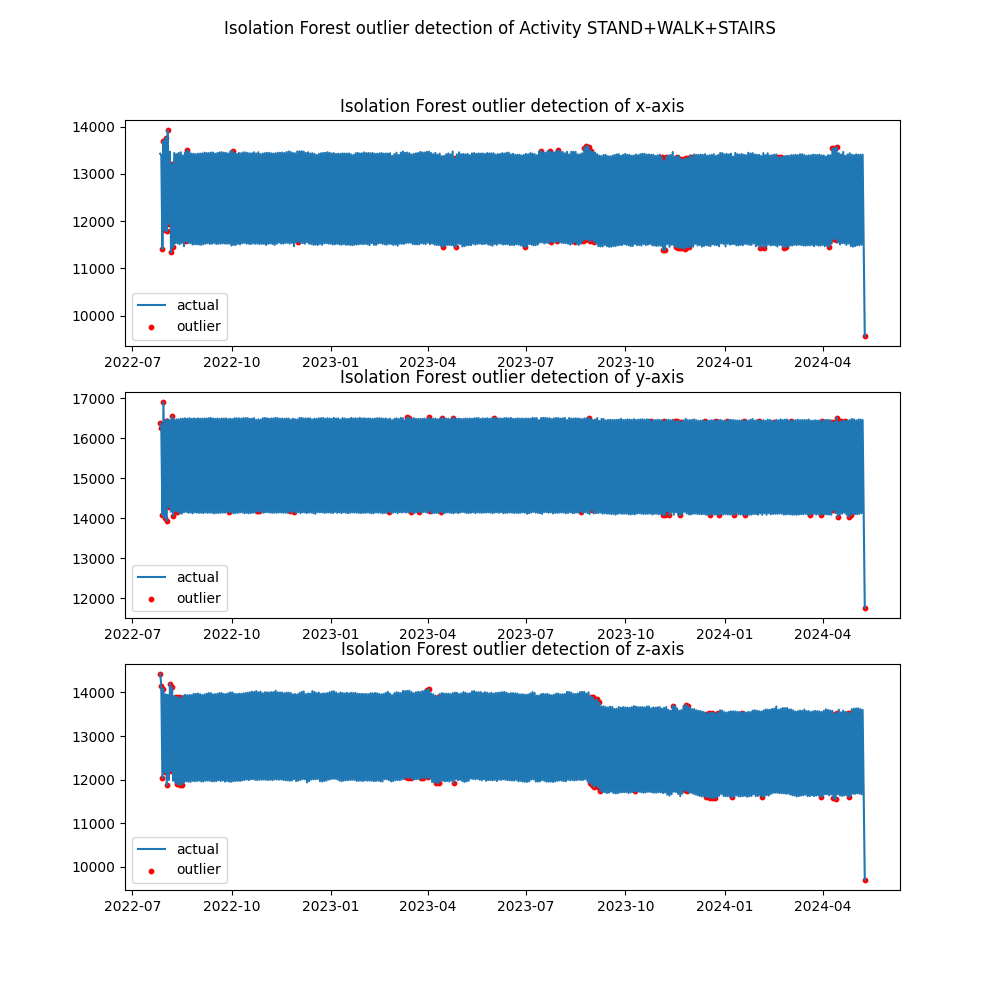 Isolation Forest outlier detection of Activity STAND+WALK+STAIRS
Isolation Forest outlier detection of x-axis
14000
13000
12000
11000
10000
actual
outlier
2022-07 2022-10 2023-01 2023-04 2023-07 2023-10 2024-01 2024-04
Isolation Forest outlier detection of y-axis
17000
16000
15000
14000
13000
12000
actual
outlier
2022-07 2022-10 2023-01 2023-04 2023-07 2023-10 2024-01 2024-04
Isolation Forest outlier detection of z-axis
14000
13000
12000
11000
10000
actual
outlier
2022-07 2022-10 2023-01 2023-04 2023-07 2023-10 2024-01 2024-04